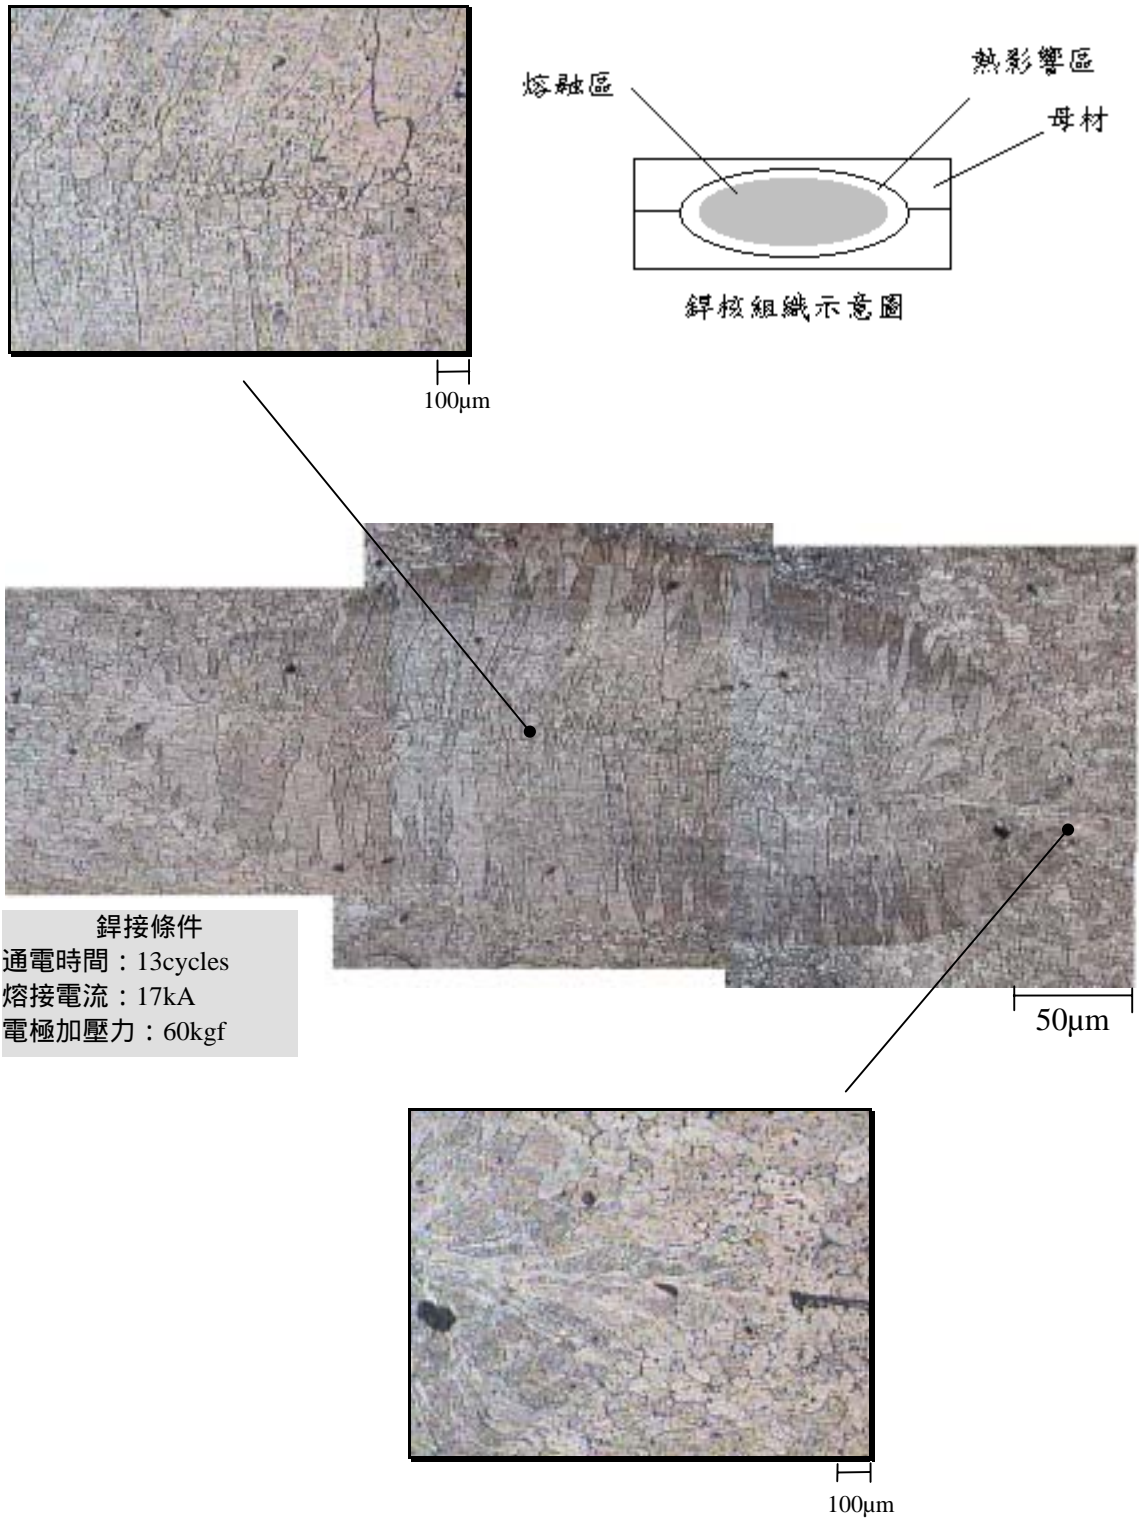 熔融區
熱影響區
母材
銲核組織示意圖
100μm
銲接條件
通電時間：13cycles
熔接電流：17kA
電極加壓力：60kgf
50μm
100μm